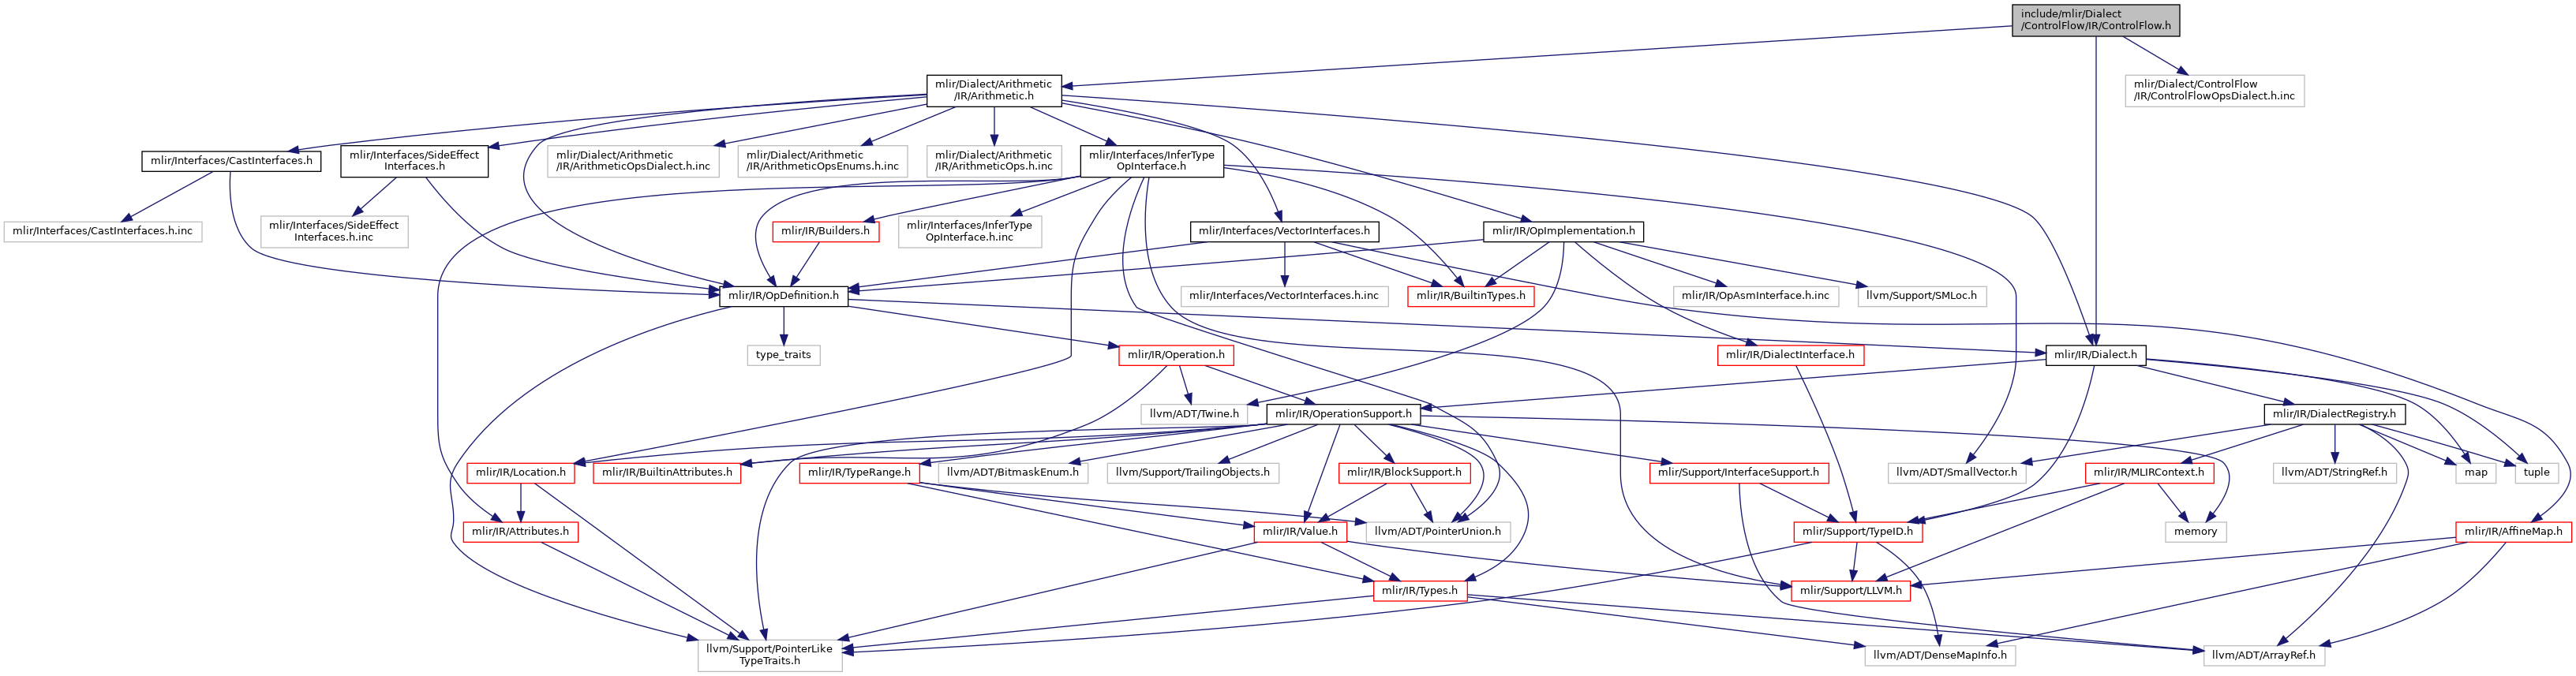 include/mlir/Dialect
/ControlFlow/IR/ControlFlow.h
mlir/Dialect/Arithmetic
/IR/Arithmetic.h
mlir/Dialect/ControlFlow
/IR/ControlFlowOpsDialect.h.inc
mlir/Interfaces/CastInterfaces.h
mlir/Interfaces/SideEffect
Interfaces.h
mlir/Dialect/Arithmetic
/IR/ArithmeticOpsDialect.h.inc
mlir/Dialect/Arithmetic
/IR/ArithmeticOpsEnums.h.inc
mlir/Dialect/Arithmetic
/IR/ArithmeticOps.h.inc
mlir/Interfaces/InferType
OpInterface.h
mlir/Interfaces/CastInterfaces.h.inc
mlir/Interfaces/SideEffect
Interfaces.h.inc
mlir/IR/Builders.h
mlir/Interfaces/InferType
OpInterface.h.inc
mlir/Interfaces/VectorInterfaces.h
mlir/IR/OpImplementation.h
mlir/IR/OpDefinition.h
mlir/Interfaces/VectorInterfaces.h.inc
mlir/IR/BuiltinTypes.h
mlir/IR/OpAsmInterface.h.inc
llvm/Support/SMLoc.h
type_traits
mlir/IR/Operation.h
mlir/IR/DialectInterface.h
mlir/IR/Dialect.h
llvm/ADT/Twine.h
mlir/IR/OperationSupport.h
mlir/IR/DialectRegistry.h
mlir/IR/Location.h
mlir/IR/BuiltinAttributes.h
mlir/IR/TypeRange.h
llvm/ADT/BitmaskEnum.h
llvm/Support/TrailingObjects.h
mlir/IR/BlockSupport.h
mlir/Support/InterfaceSupport.h
llvm/ADT/SmallVector.h
mlir/IR/MLIRContext.h
llvm/ADT/StringRef.h
map
tuple
mlir/IR/Attributes.h
mlir/IR/Value.h
llvm/ADT/PointerUnion.h
mlir/Support/TypeID.h
memory
mlir/IR/AffineMap.h
mlir/IR/Types.h
mlir/Support/LLVM.h
llvm/Support/PointerLike
TypeTraits.h
llvm/ADT/DenseMapInfo.h
llvm/ADT/ArrayRef.h